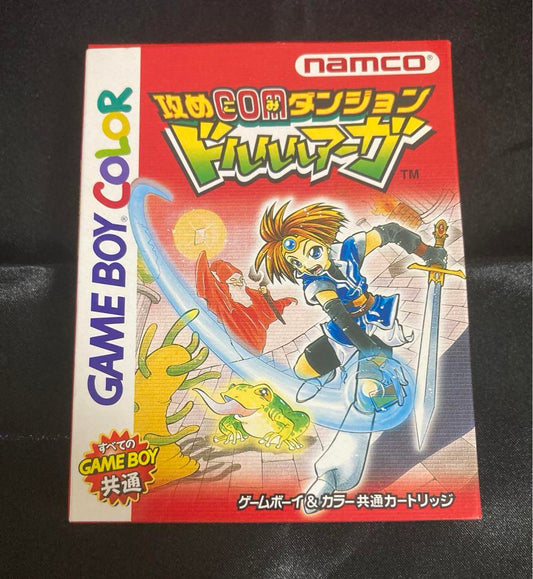 namco®
攻めCOMダンジョン
こみ
ドルルルアーガ
TM
GAME BOY® COLOR
すべての
GAME BOY
共通
ゲームボーイ&カラー共通カートリッジ